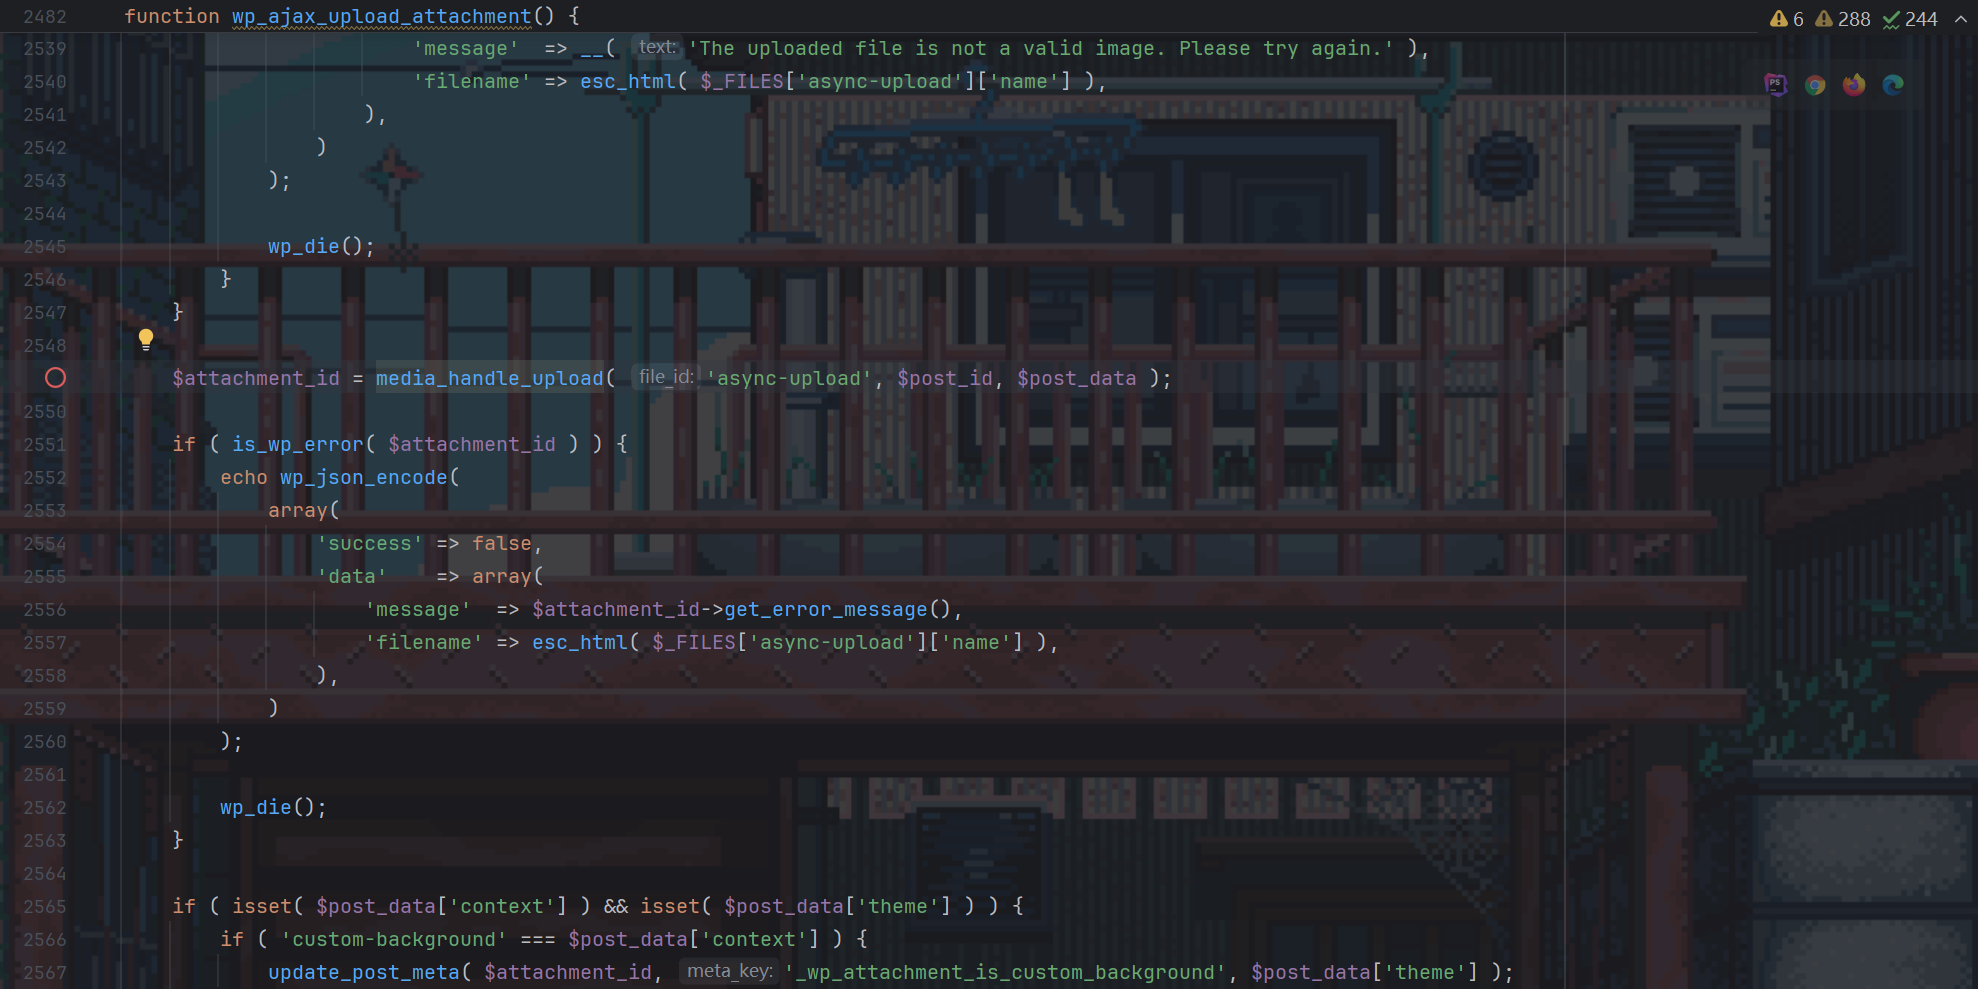 2482 function wp_ajax_upload_attachment() { 6 288 244
2539 'message' => __( text: 'The uploaded file is not a valid image. Please try again.' ),
2540 'filename' => esc_html( $_FILES['async-upload']['name'] ),
2541 ),
2542 )
2543 );
2544
2545 wp_die();
2546 }
2547 }
2548
$attachment_id = media_handle_upload( file_id: 'async-upload', $post_id, $post_data );
2550
2551 if ( is_wp_error( $attachment_id ) ) {
2552 echo wp_json_encode(
2553 array(
2554 'success' => false,
2555 'data' => array(
2556 'message' => $attachment_id->get_error_message(),
2557 'filename' => esc_html( $_FILES['async-upload']['name'] ),
2558 ),
2559 )
2560 );
2561
2562 wp_die();
2563 }
2564
2565 if ( isset( $post_data['context'] ) && isset( $post_data['theme'] ) ) {
2566 if ( 'custom-background' === $post_data['context'] ) {
2567 update_post_meta( $attachment_id, meta_key: '_wp_attachment_is_custom_background', $post_data['theme'] );